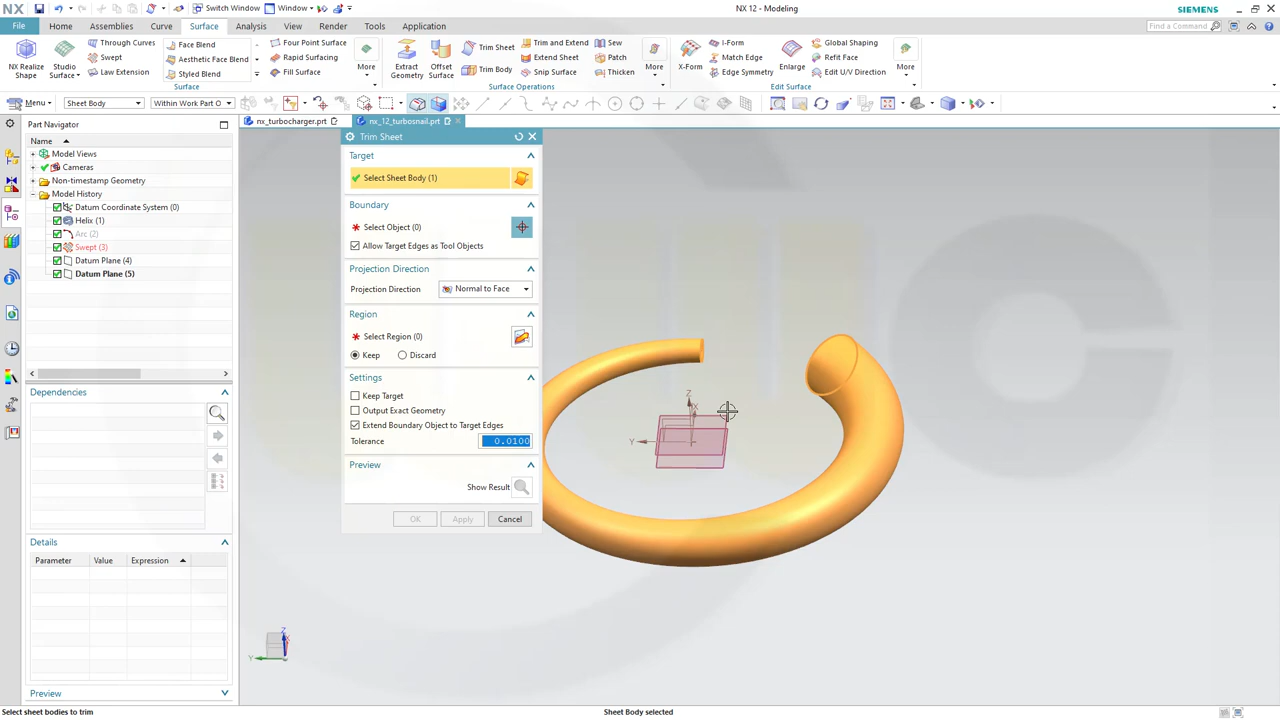 NX
Switch Window
Window
NX 12 - Modeling
SIEMENS
File
Home
Assemblies
Curve
Surface
Analysis
View
Render
Tools
Application
Find a Command
NX Realize
Shape
Studio
Surface
Through Curves
Swept
Law Extension
Face Blend
Aesthetic Face Blend
Styled Blend
Four Point Surface
Rapid Surfacing
Fill Surface
More
Surface
Extract
Geometry
Offset
Surface
Trim Sheet
Trim Body
Trim and Extend
Extend Sheet
Snip Surface
Sew
Patch
Thicken
More
Surface Operations
X-Form
I-Form
Match Edge
Edge Symmetry
Enlarge
Global Shaping
Refit Face
Edit U/V Direction
More
Edit Surface
Menu
Sheet Body
Within Work Part O
Part Navigator
nx_turbocharger.prt
nx_12_turbosnail.prt
Name
Model Views
Cameras
Non-timestamp Geometry
Model History
Datum Coordinate System (0)
Helix (1)
Arc (2)
Swept (3)
Datum Plane (4)
Datum Plane (5)
Dependencies
Details
Parameter
Value
Expression
Preview
Trim Sheet
Target
Select Sheet Body (1)
Boundary
* Select Object (0)
Allow Target Edges as Tool Objects
Projection Direction
Projection Direction
Normal to Face
Region
* Select Region (0)
Keep
Discard
Settings
Keep Target
Output Exact Geometry
Extend Boundary Object to Target Edges
Tolerance
0.0100
Preview
Show Result
OK
Apply
Cancel
Z
X
Y
Z
X
Y
Select sheet bodies to trim
Sheet Body selected